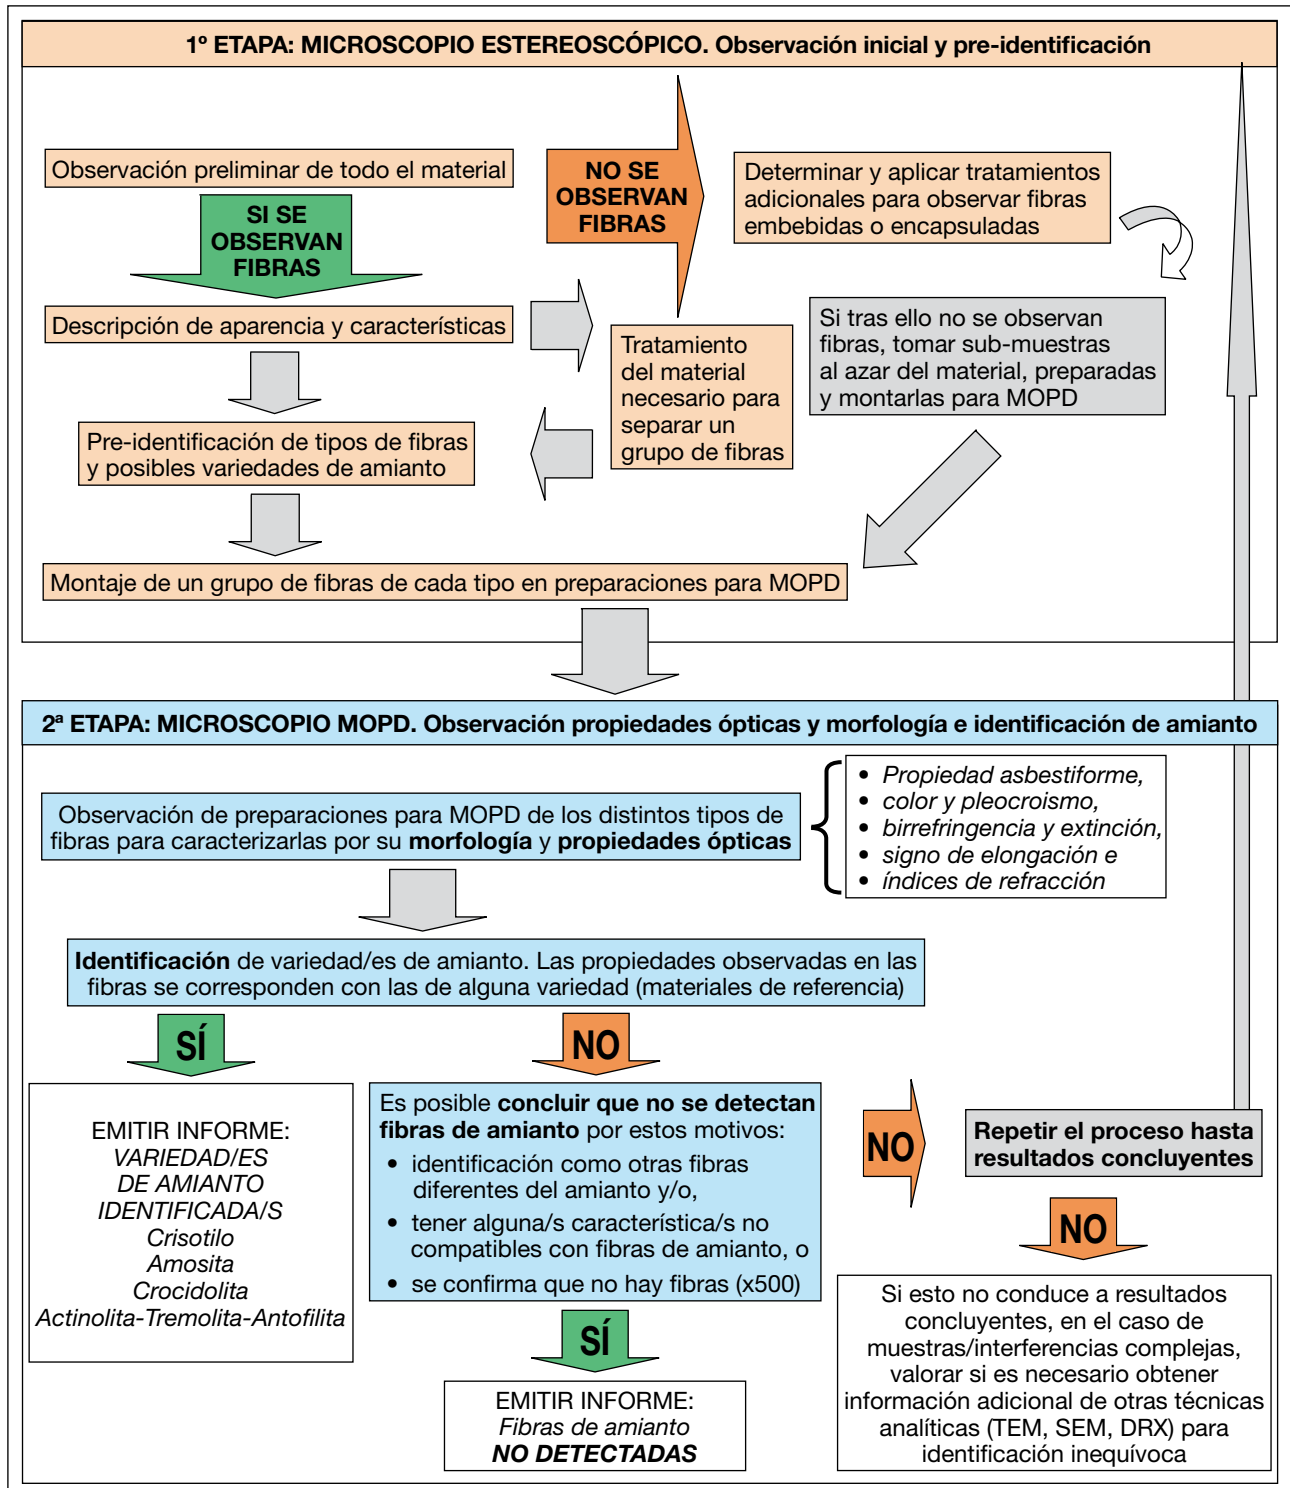 1º ETAPA: MICROSCOPIO ESTEREOSCÓPICO. Observación inicial y pre-identificación
Observación preliminar de todo el material
SI SE
OBSERVAN
FIBRAS
NO SE
OBSERVAN
FIBRAS
Determinar y aplicar tratamientos
adicionales para observar fibras
embebidas o encapsuladas
Descripción de aparencia y características
Tratamiento
del material
necesario para
separar un
grupo de fibras
Si tras ello no se observan
fibras, tomar sub-muestras
al azar del material, preparadas
y montarlas para MOPD
Pre-identificación de tipos de fibras
y posibles variedades de amianto
Montaje de un grupo de fibras de cada tipo en preparaciones para MOPD
2ª ETAPA: MICROSCOPIO MOPD. Observación propiedades ópticas y morfología e identificación de amianto
Observación de preparaciones para MOPD de los distintos tipos de
fibras para caracterizarlas por su morfología y propiedades ópticas
• Propiedad asbestiforme,
• color y pleocroismo,
• birrefringencia y extinción,
• signo de elongación e
• índices de refracción
Identificación de variedad/es de amianto. Las propiedades observadas en las
fibras se corresponden con las de alguna variedad (materiales de referencia)
SÍ
NO
EMITIR INFORME:
VARIEDAD/ES
DE AMIANTO
IDENTIFICADA/S
Crisotilo
Amosita
Crocidolita
Actinolita-Tremolita-Antofilita
Es posible concluir que no se detectan
fibras de amianto por estos motivos:
• identificación como otras fibras
diferentes del amianto y/o,
• tener alguna/s característica/s no
compatibles con fibras de amianto, o
• se confirma que no hay fibras (x500)
NO
Repetir el proceso hasta
resultados concluyentes
SÍ
NO
EMITIR INFORME:
Fibras de amianto
NO DETECTADAS
Si esto no conduce a resultados
concluyentes, en el caso de
muestras/interferencias complejas,
valorar si es necesario obtener
información adicional de otras técnicas
analíticas (TEM, SEM, DRX) para
identificación inequívoca